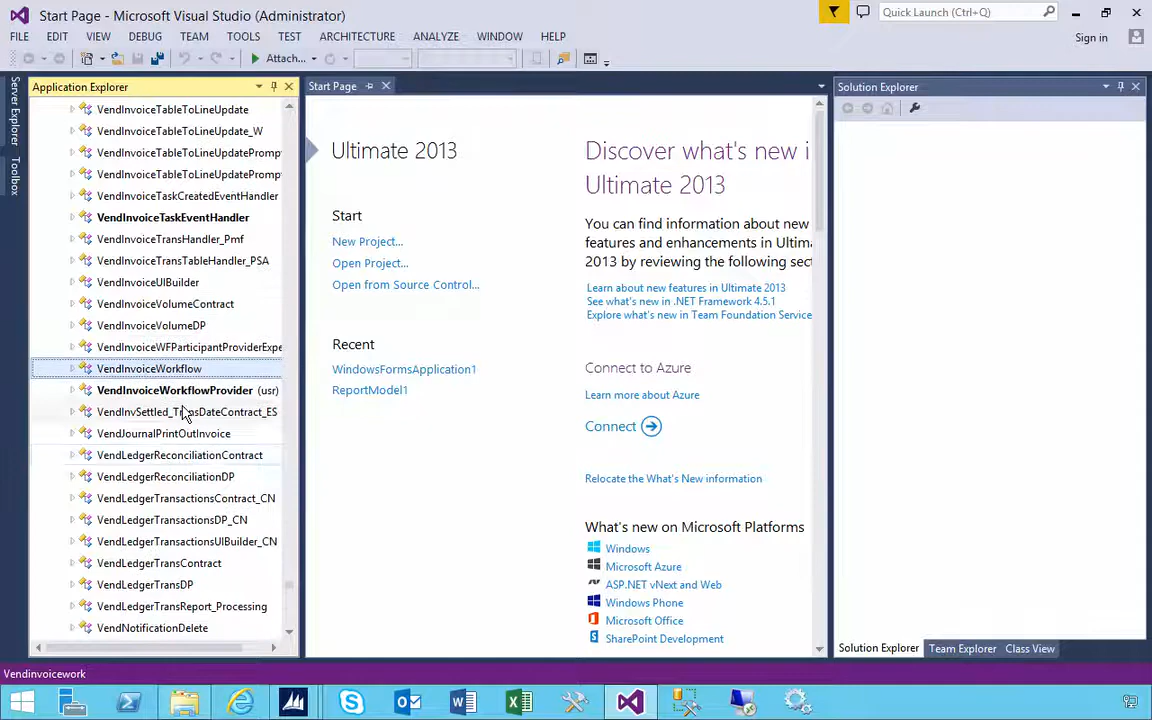 Start Page - Microsoft Visual Studio (Administrator)
Quick Launch (Ctrl+Q)
FILE EDIT VIEW DEBUG TEAM TOOLS TEST ARCHITECTURE ANALYZE WINDOW HELP
Sign in
Attach...
Server Explorer
Toolbox
Application Explorer
VendInvoiceTableToLineUpdate
VendInvoiceTableToLineUpdate_W
VendInvoiceTableToLineUpdatePromp
VendInvoiceTableToLineUpdatePromp
VendInvoiceTaskCreatedEventHandler
VendInvoiceTaskEventHandler
VendInvoiceTransHandler_Pmf
VendInvoiceTransTableHandler_PSA
VendInvoiceUIBuilder
VendInvoiceVolumeContract
VendInvoiceVolumeDP
VendInvoiceWFParticipantProviderExpe
VendInvoiceWorkflow
VendInvoiceWorkflowProvider (usr)
VendInvSettled_TransDateContract_ES
VendJournalPrintOutInvoice
VendLedgerReconciliationContract
VendLedgerReconciliationDP
VendLedgerTransactionsContract_CN
VendLedgerTransactionsDP_CN
VendLedgerTransactionsUIBuilder_CN
VendLedgerTransContract
VendLedgerTransDP
VendLedgerTransReport_Processing
VendNotificationDelete
Start Page
Ultimate 2013
Start
New Project...
Open Project...
Open from Source Control...
Recent
WindowsFormsApplication1
ReportModel1
Discover what's new i
Ultimate 2013
You can find information about new
features and enhancements in Ultima
2013 by reviewing the following sect
Learn about new features in Ultimate 2013
See what's new in .NET Framework 4.5.1
Explore what's new in Team Foundation Service
Connect to Azure
Learn more about Azure
Connect
Relocate the What's New information
What's new on Microsoft Platforms
Windows
Microsoft Azure
ASP.NET vNext and Web
Windows Phone
Microsoft Office
SharePoint Development
Solution Explorer
Solution Explorer Team Explorer Class View
Vendinvoicework